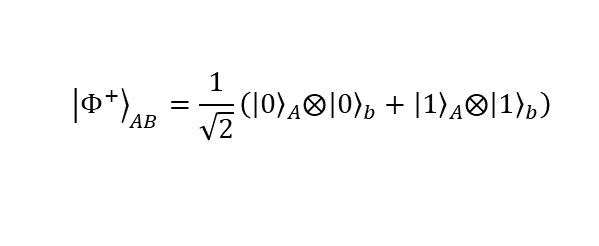 |Φ⁺⟩_AB = 1/√2 (|0⟩_A⊗|0⟩_b + |1⟩_A⊗|1⟩_b)